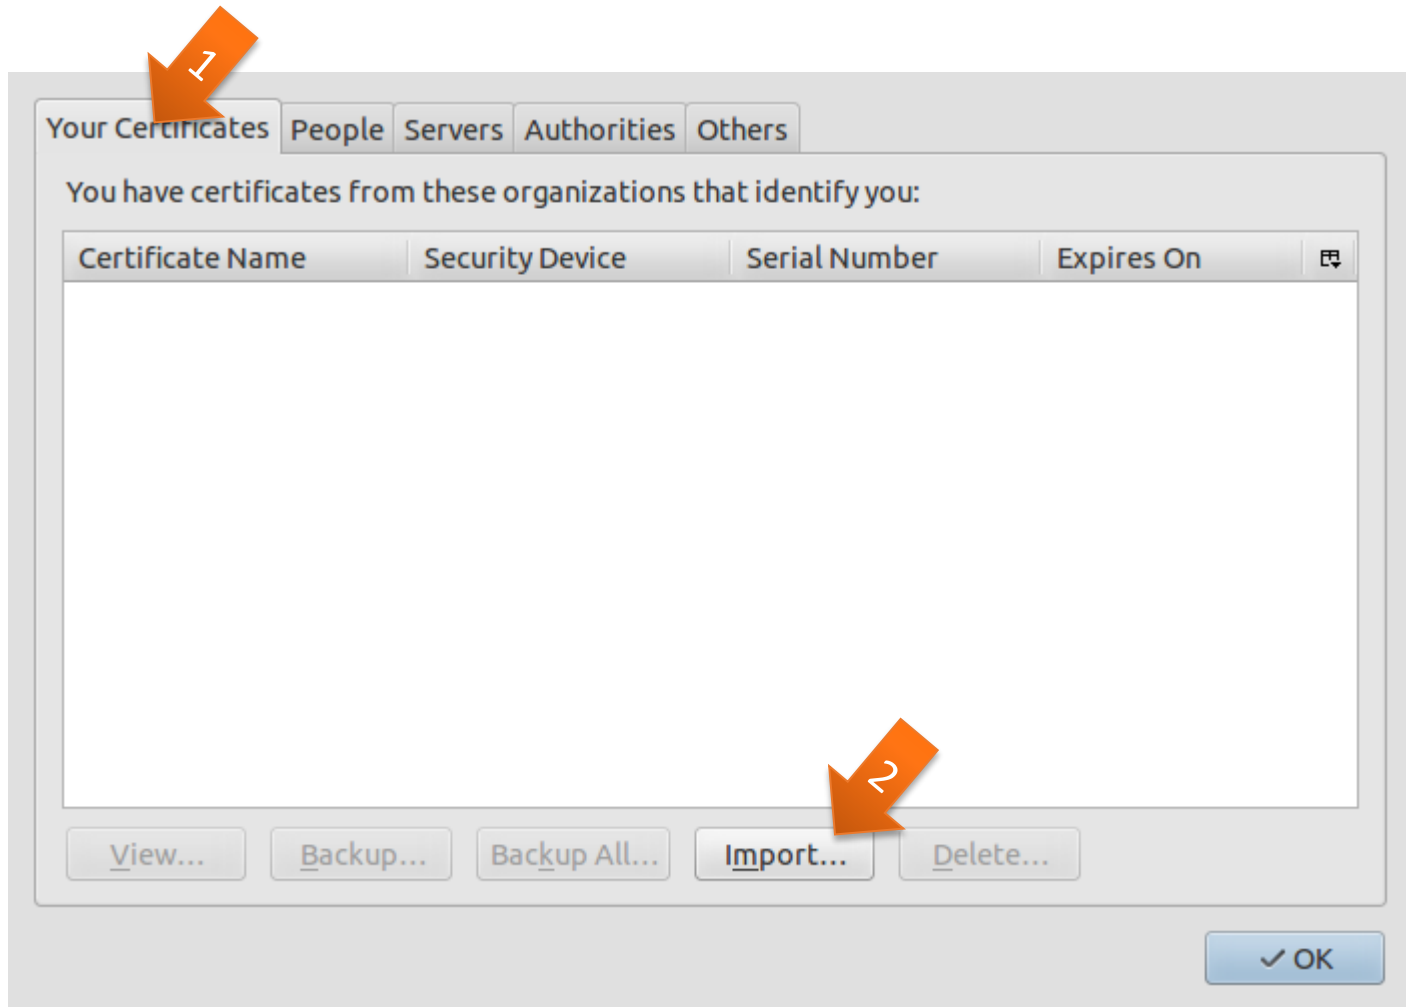 1
Your Certificates People Servers Authorities Others
You have certificates from these organizations that identify you:
Certificate Name Security Device Serial Number Expires On
2
View... Backup... Backup All... Import... Delete...
OK